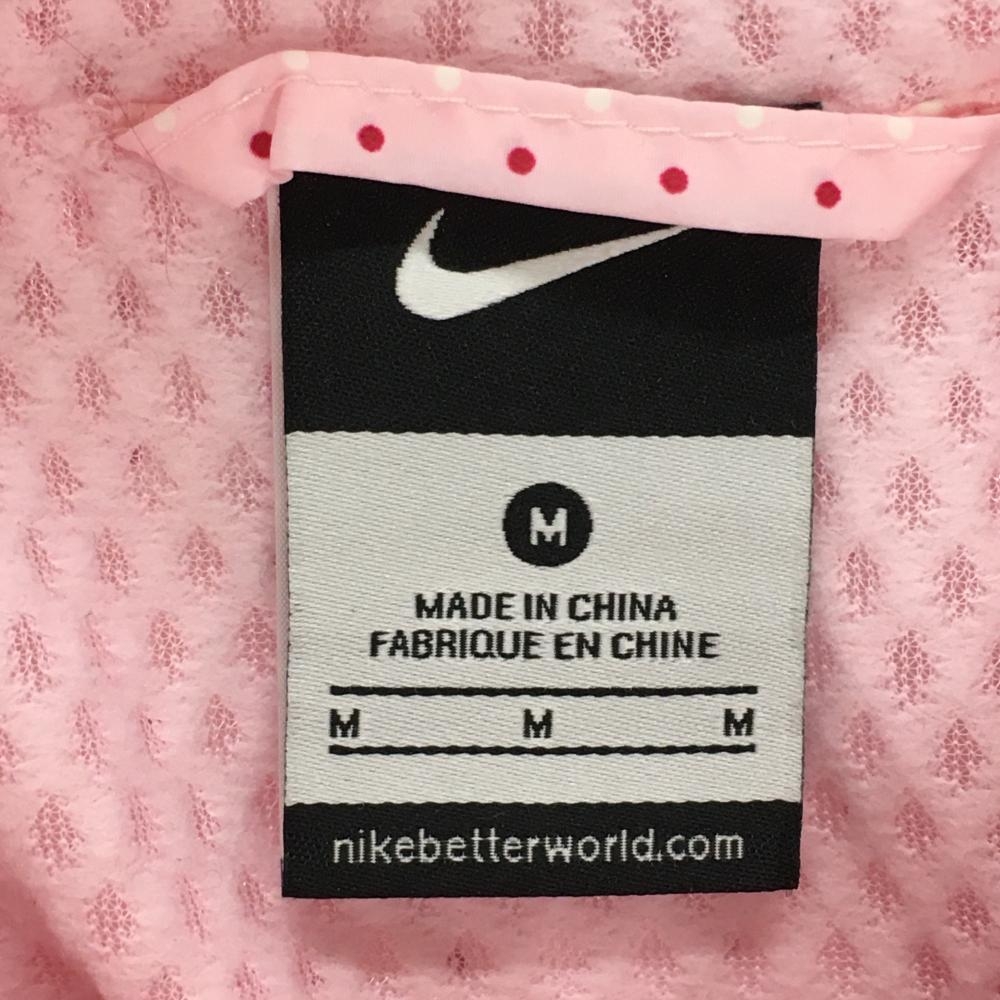 M
MADE IN CHINA
FABRIQUE EN CHINE
M M M
nikebetterworld.com